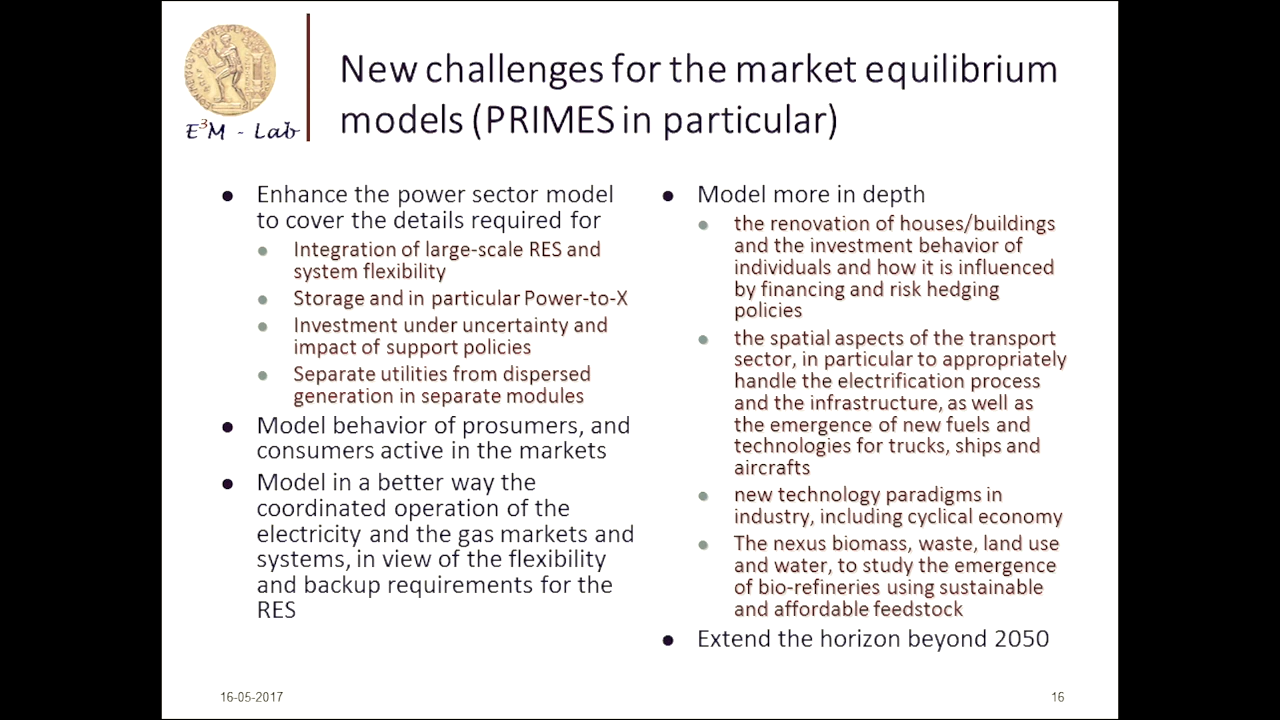 E³M - Lab
New challenges for the market equilibrium
models (PRIMES in particular)
● Enhance the power sector model
to cover the details required for
● Integration of large-scale RES and
system flexibility
● Storage and in particular Power-to-X
● Investment under uncertainty and
impact of support policies
● Separate utilities from dispersed
generation in separate modules
● Model behavior of prosumers, and
consumers active in the markets
● Model in a better way the
coordinated operation of the
electricity and the gas markets and
systems, in view of the flexibility
and backup requirements for the
RES
● Model more in depth
● the renovation of houses/buildings
and the investment behavior of
individuals and how it is influenced
by financing and risk hedging
policies
● the spatial aspects of the transport
sector, in particular to appropriately
handle the electrification process
and the infrastructure, as well as
the emergence of new fuels and
technologies for trucks, ships and
aircrafts
● new technology paradigms in
industry, including cyclical economy
● The nexus biomass, waste, land use
and water, to study the emergence
of bio-refineries using sustainable
and affordable feedstock
● Extend the horizon beyond 2050
16-05-2017
16